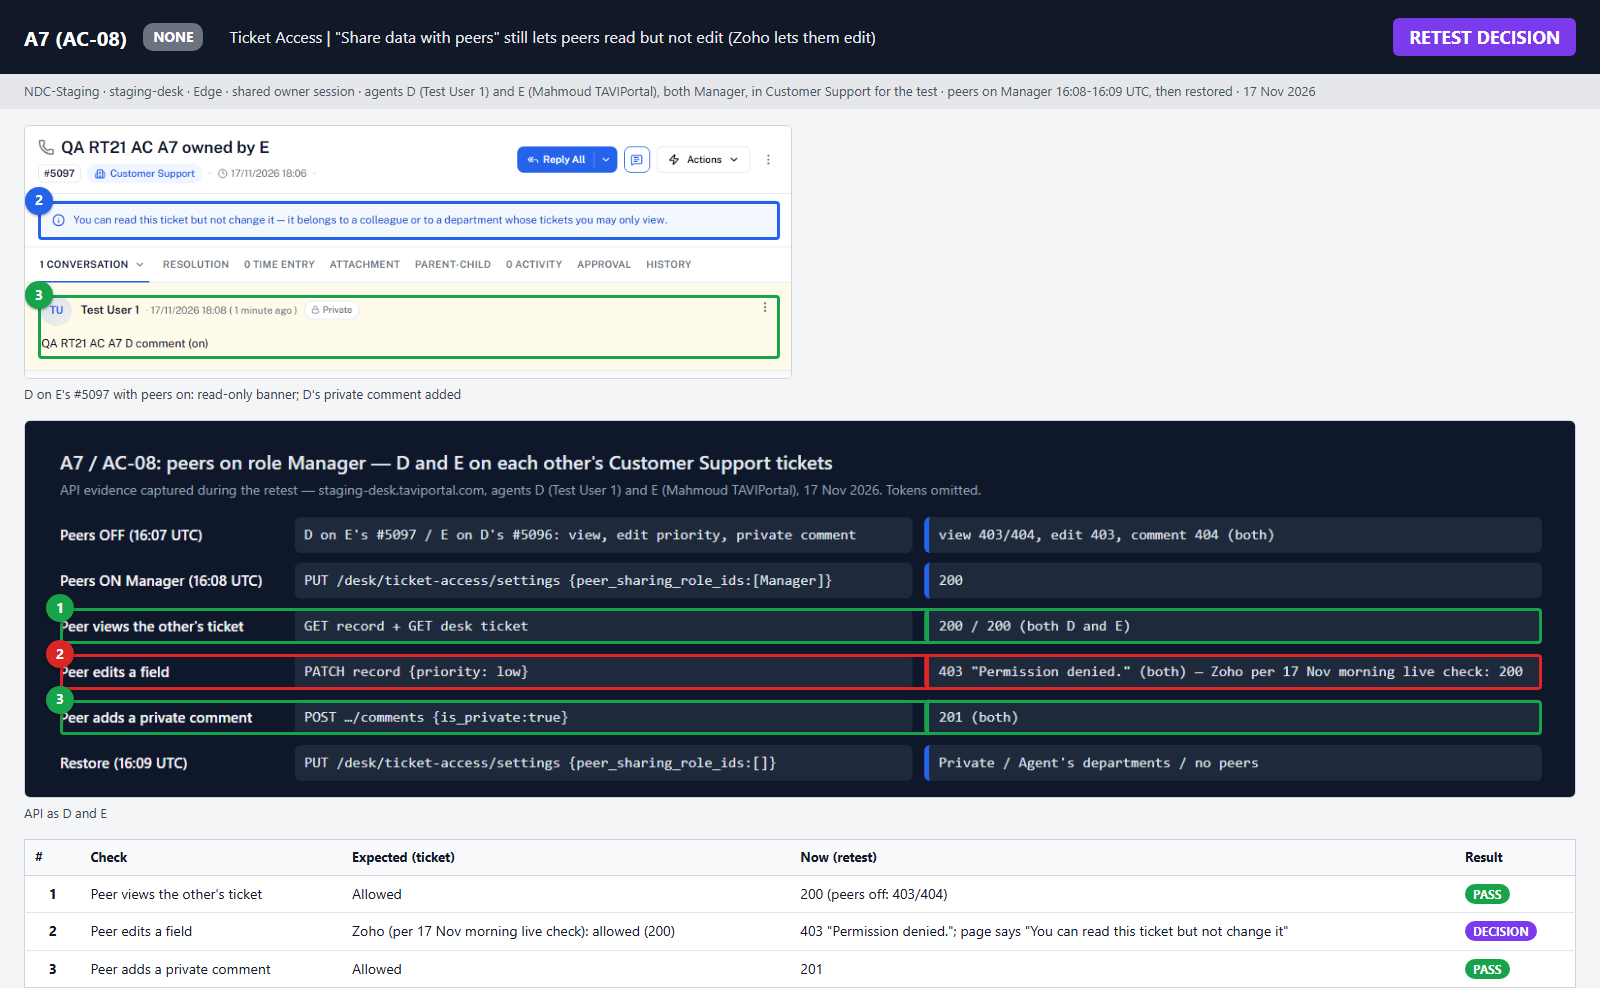 A7 (AC-08) NONE Ticket Access | "Share data with peers" still lets peers read but not edit (Zoho lets them edit) RETEST DECISION
NDC-Staging · staging-desk · Edge · shared owner session · agents D (Test User 1) and E (Mahmoud TAVIPortal), both Manager, in Customer Support for the test · peers on Manager 16:08-16:09 UTC, then restored · 17 Nov 2026
QA RT21 AC A7 owned by E
Reply All Actions
#5097 Customer Support · 17/11/2026 18:06 ·
2
You can read this ticket but not change it — it belongs to a colleague or to a department whose tickets you may only view.
1 CONVERSATION RESOLUTION 0 TIME ENTRY ATTACHMENT PARENT-CHILD 0 ACTIVITY APPROVAL HISTORY
3
TU Test User 1 · 17/11/2026 18:08 ( 1 minute ago ) Private
QA RT21 AC A7 D comment (on)
D on E's #5097 with peers on: read-only banner; D's private comment added
A7 / AC-08: peers on role Manager — D and E on each other's Customer Support tickets
API evidence captured during the retest — staging-desk.taviportal.com, agents D (Test User 1) and E (Mahmoud TAVIPortal), 17 Nov 2026. Tokens omitted.
Peers OFF (16:07 UTC) D on E's #5097 / E on D's #5096: view, edit priority, private comment view 403/404, edit 403, comment 404 (both)
Peers ON Manager (16:08 UTC) PUT /desk/ticket-access/settings {peer_sharing_role_ids:[Manager]} 200
1
Peer views the other's ticket GET record + GET desk ticket 200 / 200 (both D and E)
2
Peer edits a field PATCH record {priority: low} 403 "Permission denied." (both) — Zoho per 17 Nov morning live check: 200
3
Peer adds a private comment POST …/comments {is_private:true} 201 (both)
Restore (16:09 UTC) PUT /desk/ticket-access/settings {peer_sharing_role_ids:[]} Private / Agent's departments / no peers
API as D and E
# Check Expected (ticket) Now (retest) Result
1 Peer views the other's ticket Allowed 200 (peers off: 403/404) PASS
2 Peer edits a field Zoho (per 17 Nov morning live check): allowed (200) 403 "Permission denied."; page says "You can read this ticket but not change it" DECISION
3 Peer adds a private comment Allowed 201 PASS